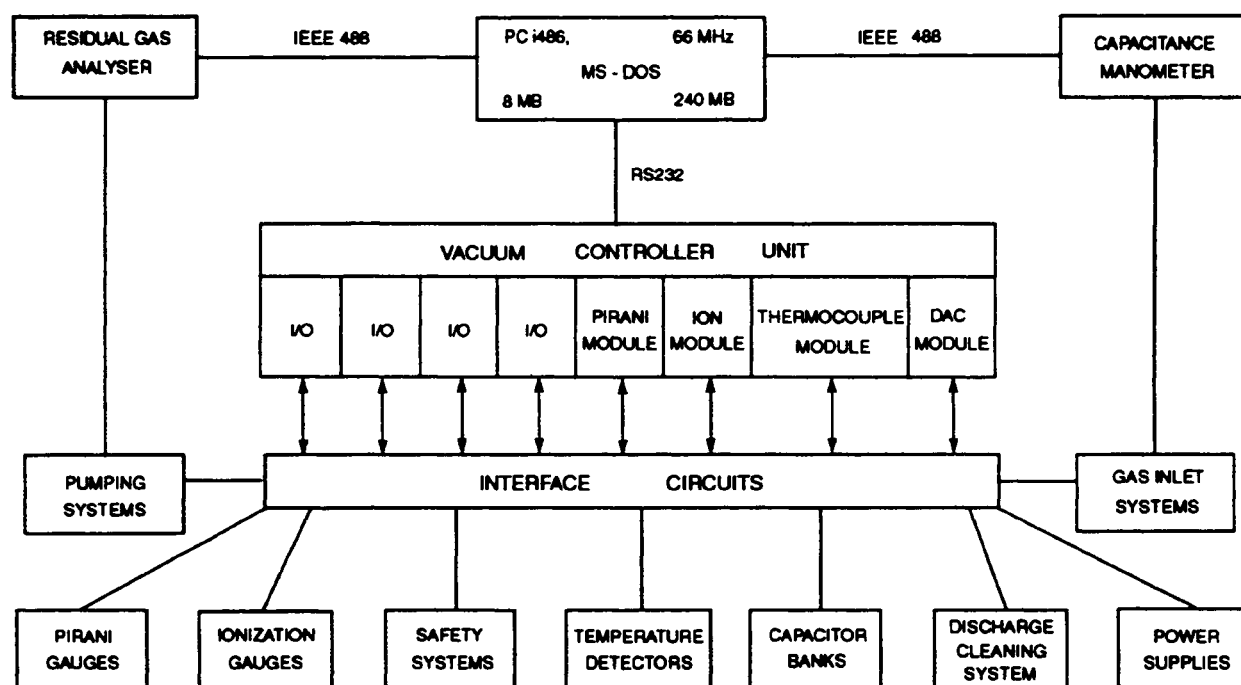 RESIDUAL GAS
ANALYSER
IEEE 488
PC i486, 66 MHz
MS - DOS
8 MB 240 MB
IEEE 488
CAPACITANCE
MANOMETER
RS232
VACUUM CONTROLLER UNIT
I/O
I/O
I/O
I/O
PIRANI
MODULE
ION
MODULE
THERMOCOUPLE
MODULE
DAC
MODULE
PUMPING
SYSTEMS
INTERFACE CIRCUITS
GAS INLET
SYSTEMS
PIRANI
GAUGES
IONIZATION
GAUGES
SAFETY
SYSTEMS
TEMPERATURE
DETECTORS
CAPACITOR
BANKS
DISCHARGE
CLEANING
SYSTEM
POWER
SUPPLIES